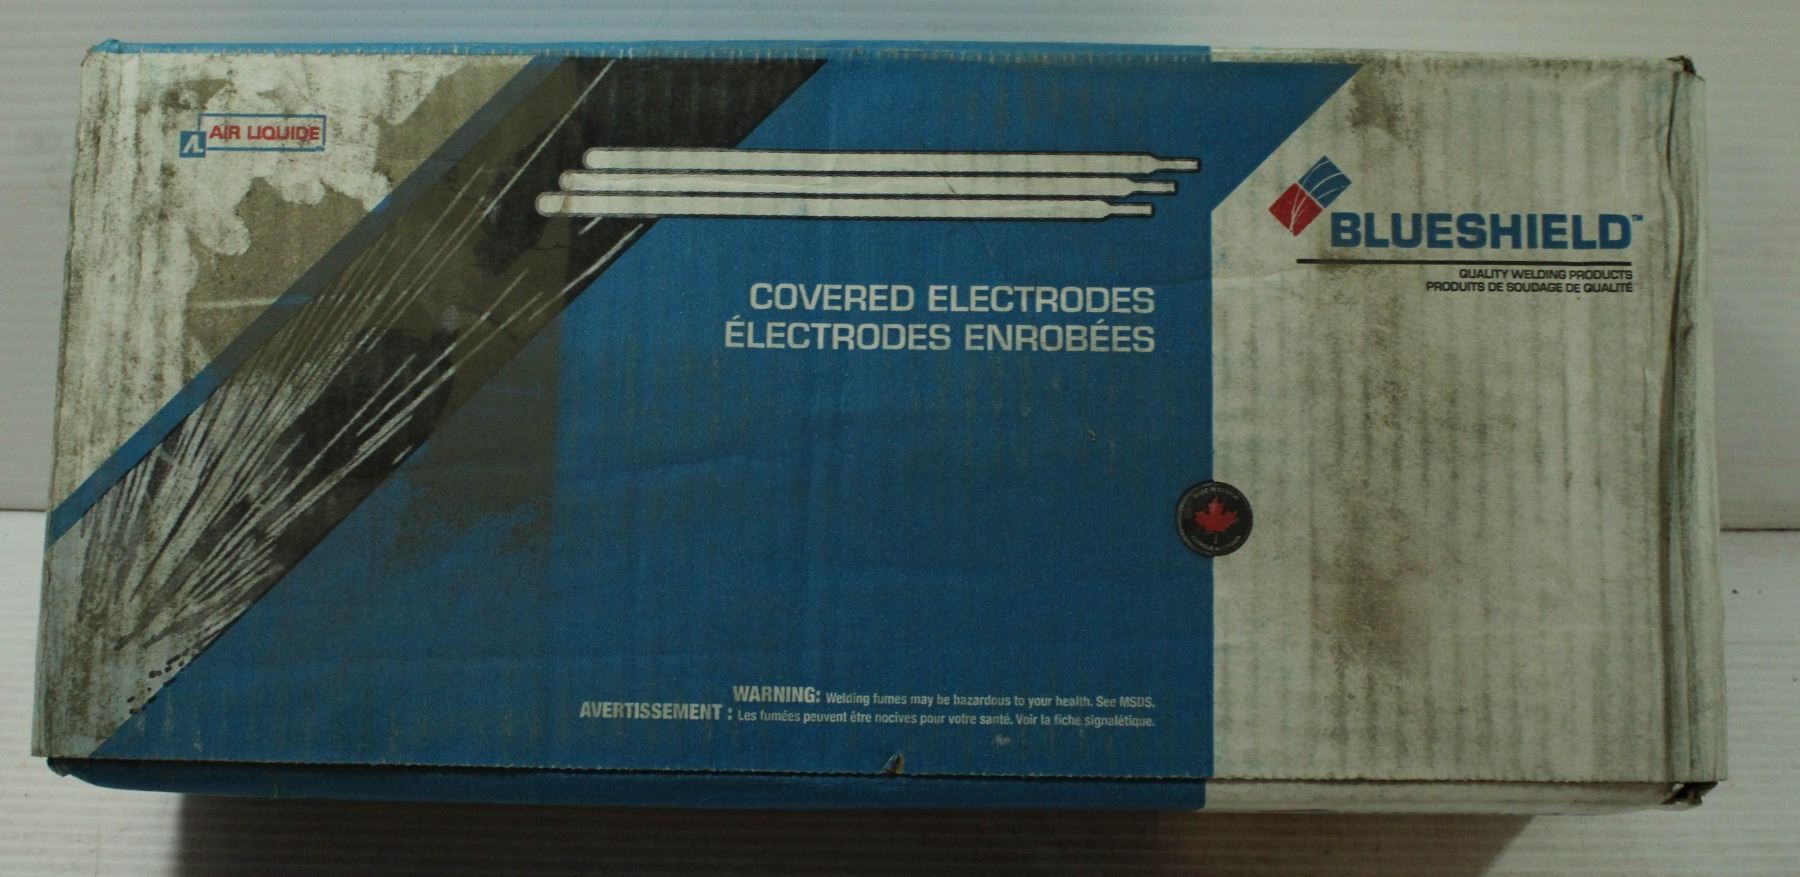 AL
AIR LIQUIDE
BLUESHIELD™
QUALITY WELDING PRODUCTS
PRODUITS DE SOUDAGE DE QUALITÉ
COVERED ELECTRODES
ÉLECTRODES ENROBÉES
WARNING: Welding fumes may be hazardous to your health. See MSDS.
AVERTISSEMENT : Les fumées peuvent être nocives pour votre santé. Voir la fiche signalétique.